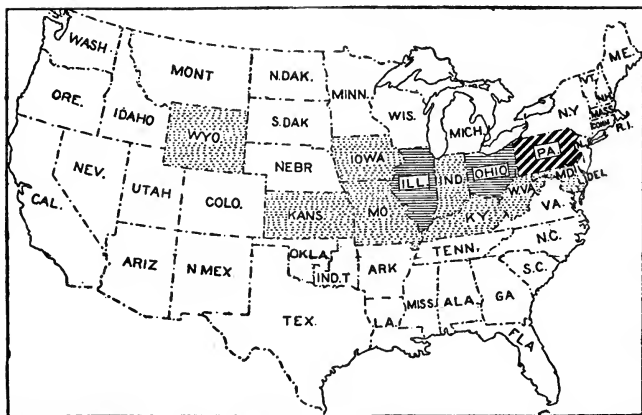 WASH.
MONT
N.DAK.
MINN.
ME.
VT.
N.H.
ORE.
IDAHO
S.DAK
WIS.
MICH.
N.Y
MASS
CONN.
R.I.
WYO.
NEBR
IOWA
PA.
N.J.
NEV.
UTAH
COLO.
KANS.
MO
ILL.
IND.
OHIO
W.VA.
MD.
DEL
CAL.
KY.
VA.
ARIZ
N.MEX
OKLA.
IND.T
ARK
TENN.
N.C.
S.C.
TEX.
LA.
MISS.
ALA.
GA
FLA